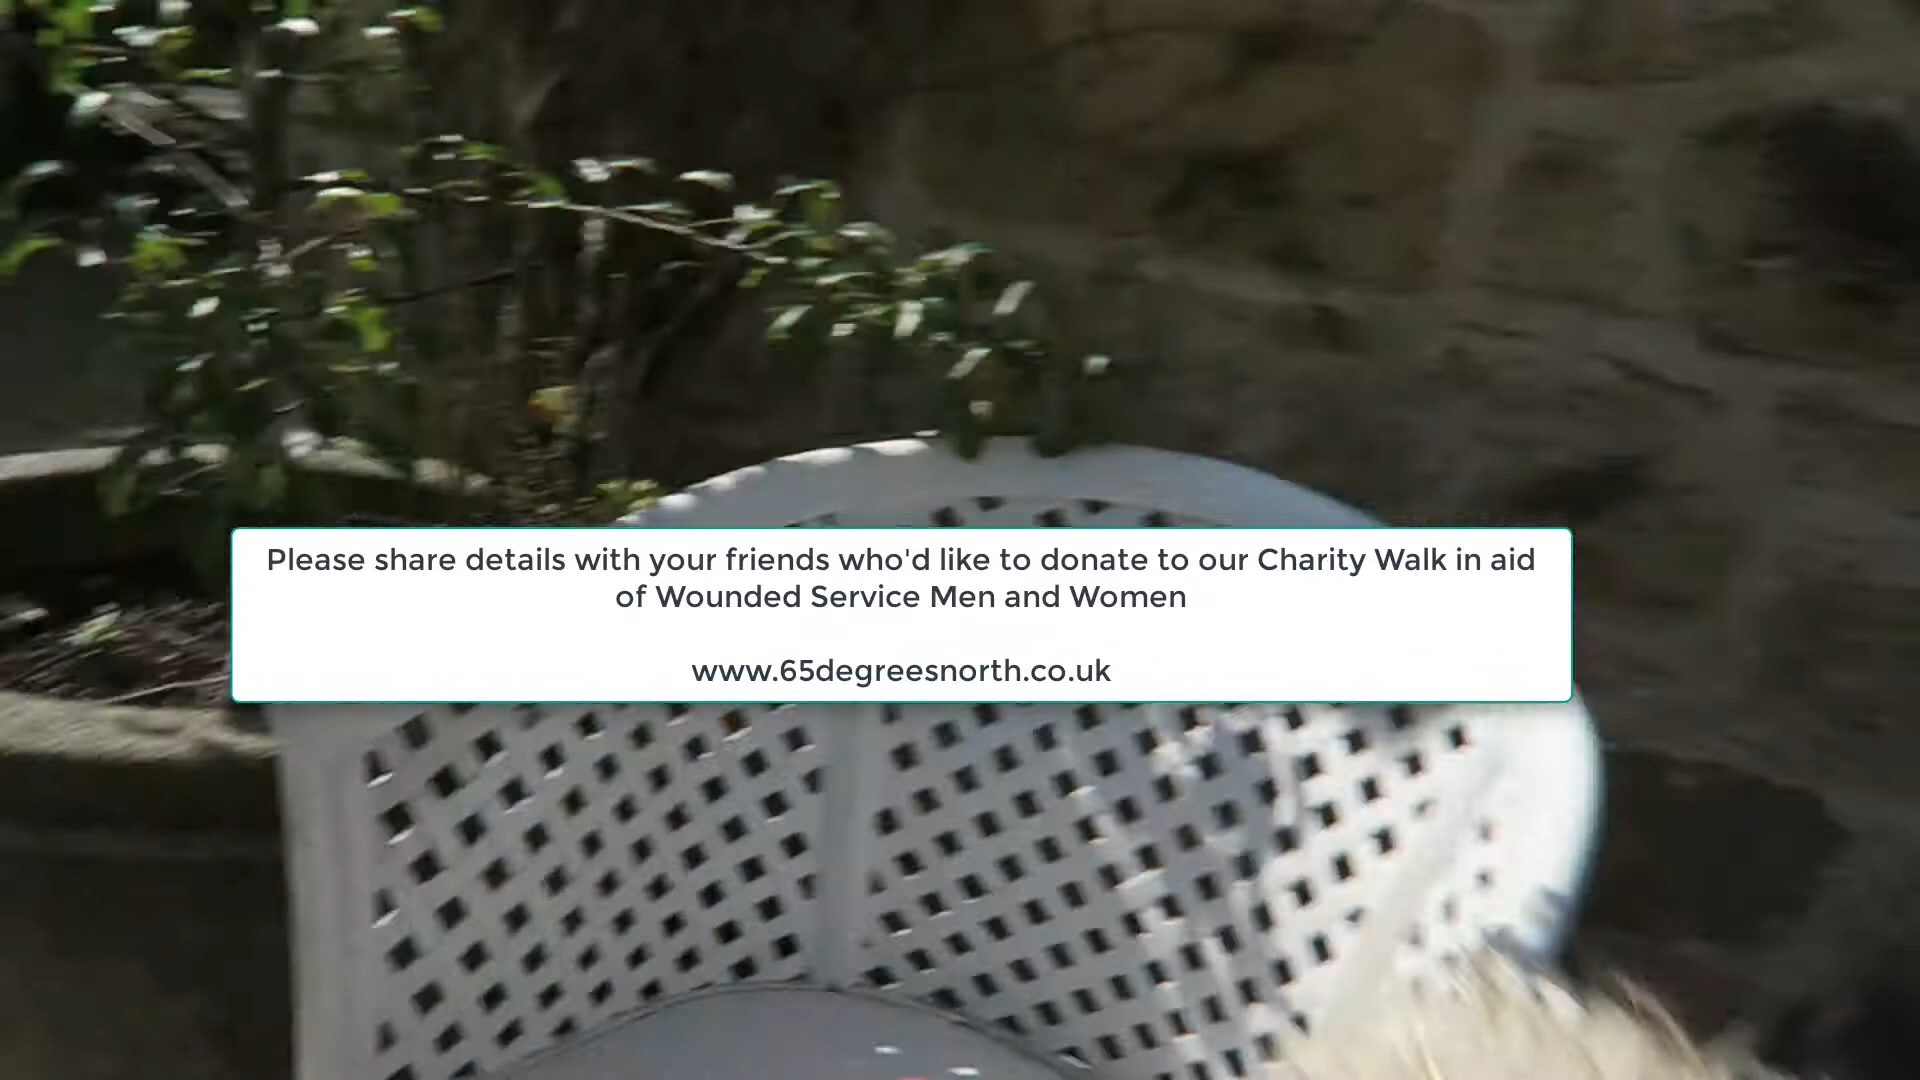 Please share details with your friends who'd like to donate to our Charity Walk in aid
of Wounded Service Men and Women
www.65degreesnorth.co.uk